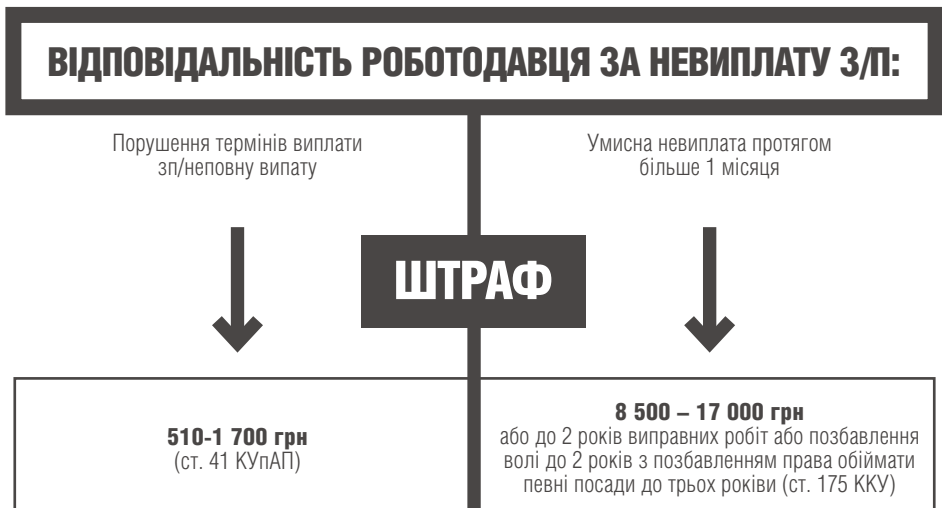 ВІДПОВІДАЛЬНІСТЬ РОБОТОДАВЦЯ ЗА НЕВИПЛАТУ З/П:
Порушення термінів виплати
зп/неповну випату
Умисна невиплата протягом
більше 1 місяця
ШТРАФ
510-1 700 грн
(ст. 41 КУпАП)
8 500 – 17 000 грн
або до 2 років виправних робіт або позбавлення
волі до 2 років з позбавленням права обіймати
певні посади до трьох роківи (ст. 175 ККУ)